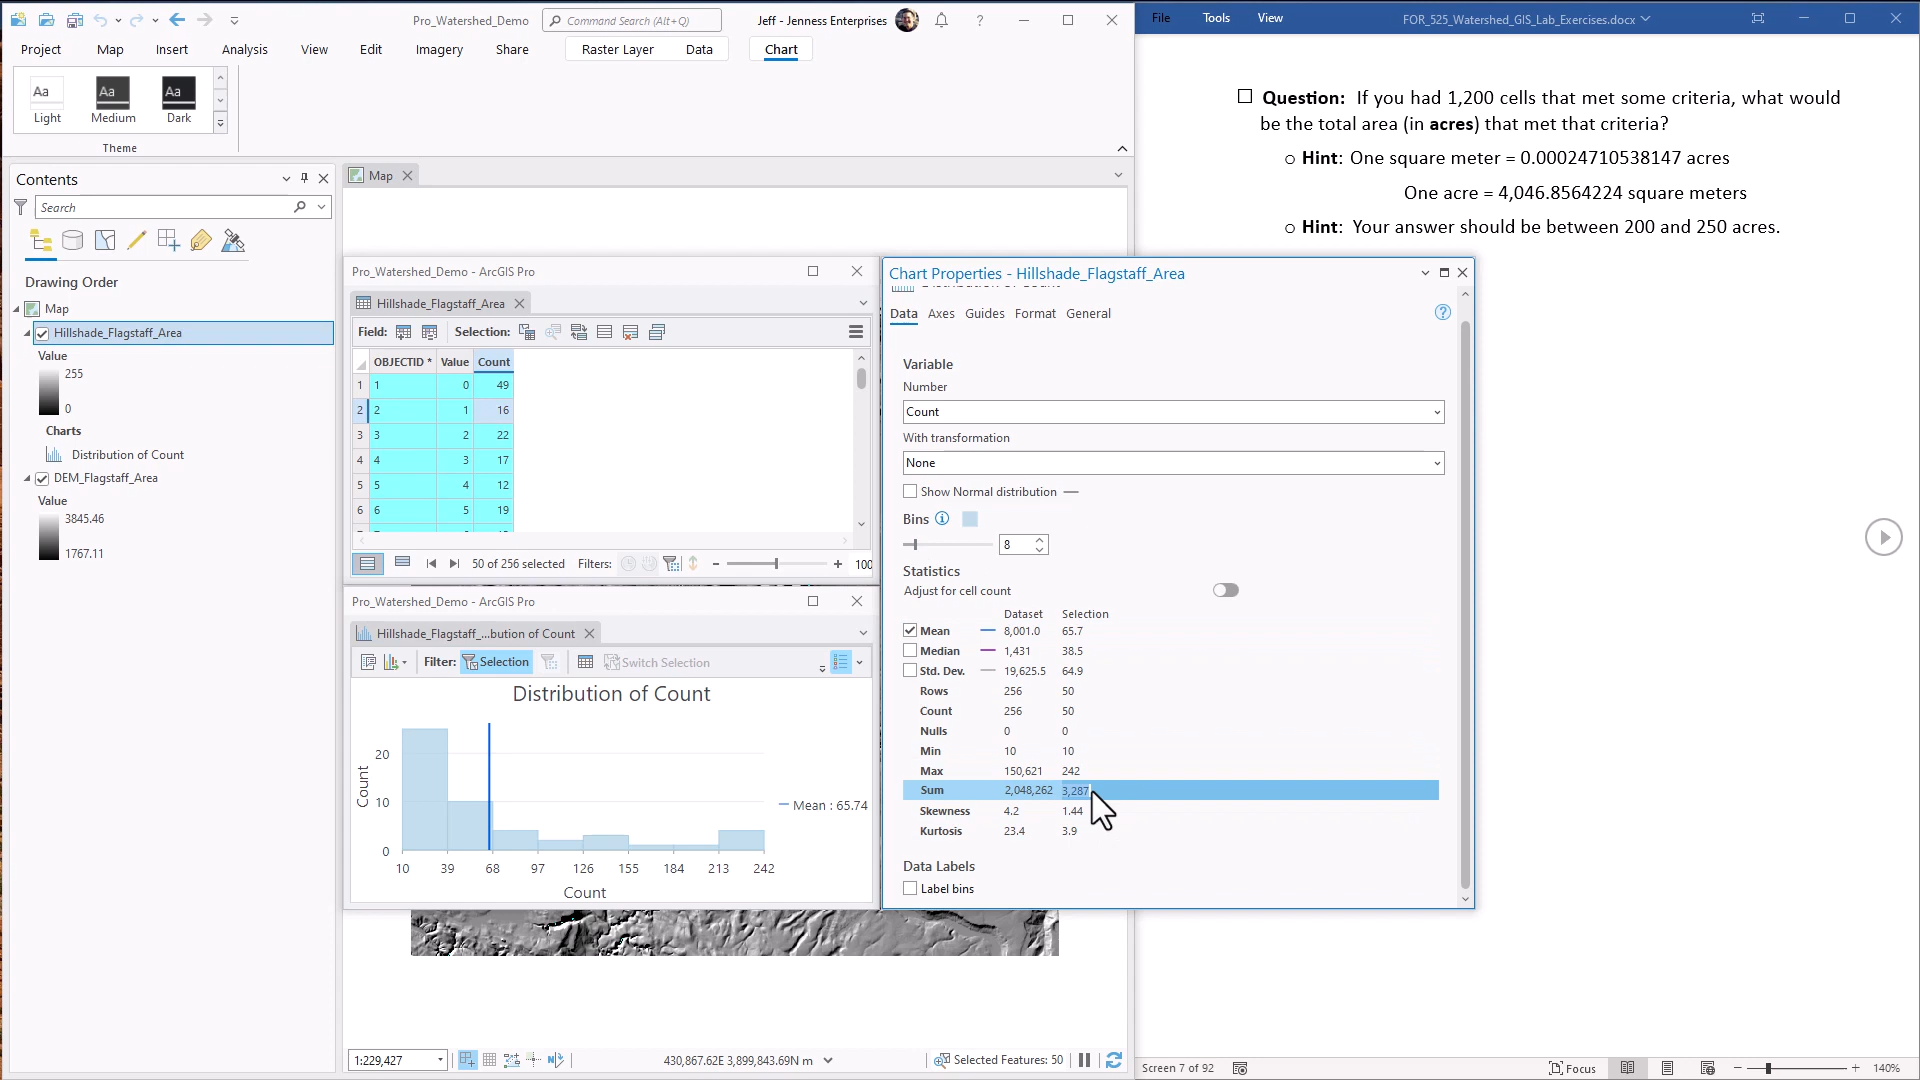 Pro_Watershed_Demo
Command Search (Alt+Q)
Jeff - Jenness Enterprises
?
Project Map Insert Analysis View Edit Imagery Share Raster Layer Data Chart
Aa Aa Aa
Light Medium Dark
Theme
Contents
Search
Drawing Order
Map
Hillshade_Flagstaff_Area
Value
255
0
Charts
Distribution of Count
DEM_Flagstaff_Area
Value
3845.46
1767.11
Map
Pro_Watershed_Demo - ArcGIS Pro
Hillshade_Flagstaff_Area
Field: Selection:
OBJECTID * Value Count
1 1 0 49
2 2 1 16
3 3 2 22
4 4 3 17
5 5 4 12
6 6 5 19
50 of 256 selected Filters: 100
Pro_Watershed_Demo - ArcGIS Pro
Hillshade_Flagstaff_...bution of Count
Filter: Selection Switch Selection
Distribution of Count
Count
20
10
0
10 39 68 97 126 155 184 213 242
Count
Mean : 65.74
1:229,427 430,867.62E 3,899,843.69N m Selected Features: 50
Chart Properties - Hillshade_Flagstaff_Area
Data Axes Guides Format General
Variable
Number
Count
With transformation
None
Show Normal distribution
Bins
8
Statistics
Adjust for cell count
Dataset Selection
Mean 8,001.0 65.7
Median 1,431 38.5
Std. Dev. 19,625.5 64.9
Rows 256 50
Count 256 50
Nulls 0 0
Min 10 10
Max 150,621 242
Sum 2,048,262 3,287
Skewness 4.2 1.44
Kurtosis 23.4 3.9
Data Labels
Label bins
File Tools View FOR_525_Watershed_GIS_Lab_Exercises.docx
Question: If you had 1,200 cells that met some criteria, what would
be the total area (in acres) that met that criteria?
o Hint: One square meter = 0.00024710538147 acres
One acre = 4,046.8564224 square meters
o Hint: Your answer should be between 200 and 250 acres.
Screen 7 of 92 Focus 140%